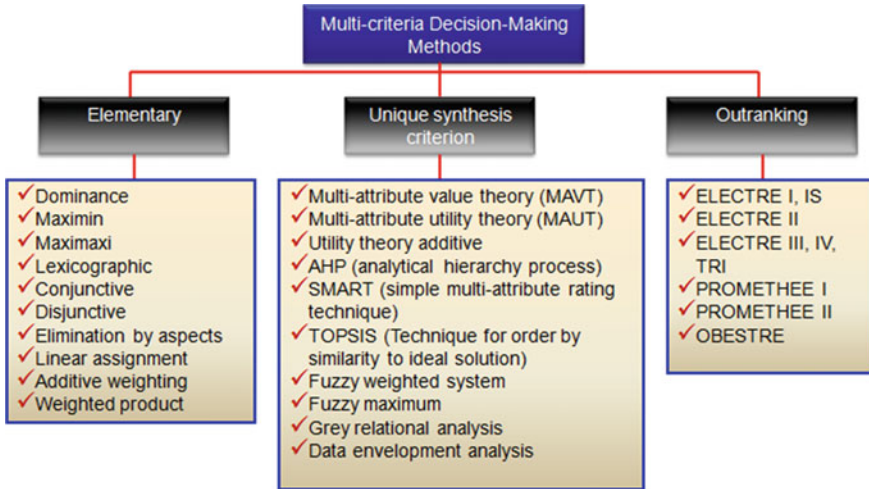 Multi-criteria Decision-Making
Methods
Elementary
Dominance
Maximin
Maximaxi
Lexicographic
Conjunctive
Disjunctive
Elimination by aspects
Linear assignment
Additive weighting
Weighted product
Unique synthesis
criterion
Multi-attribute value theory (MAVT)
Multi-attribute utility theory (MAUT)
Utility theory additive
AHP (analytical hierarchy process)
SMART (simple multi-attribute rating
technique)
TOPSIS (Technique for order by
similarity to ideal solution)
Fuzzy weighted system
Fuzzy maximum
Grey relational analysis
Data envelopment analysis
Outranking
ELECTRE I, IS
ELECTRE II
ELECTRE III, IV,
TRI
PROMETHEE I
PROMETHEE II
OBESTRE